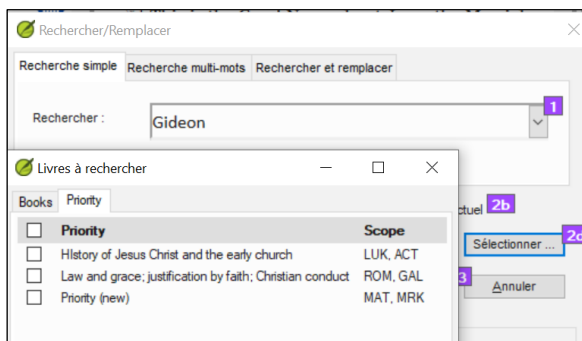 Rechercher/Remplacer
Recherche simple Recherche multi-mots Rechercher et remplacer
Rechercher : Gideon 1
Livres à rechercher
Books Priority
ctuel 2b
Priority Scope
Sélectionner ... 2c
HIstory of Jesus Christ and the early church LUK, ACT
Law and grace; justification by faith; Christian conduct ROM, GAL
3 Annuler
Priority (new) MAT, MRK